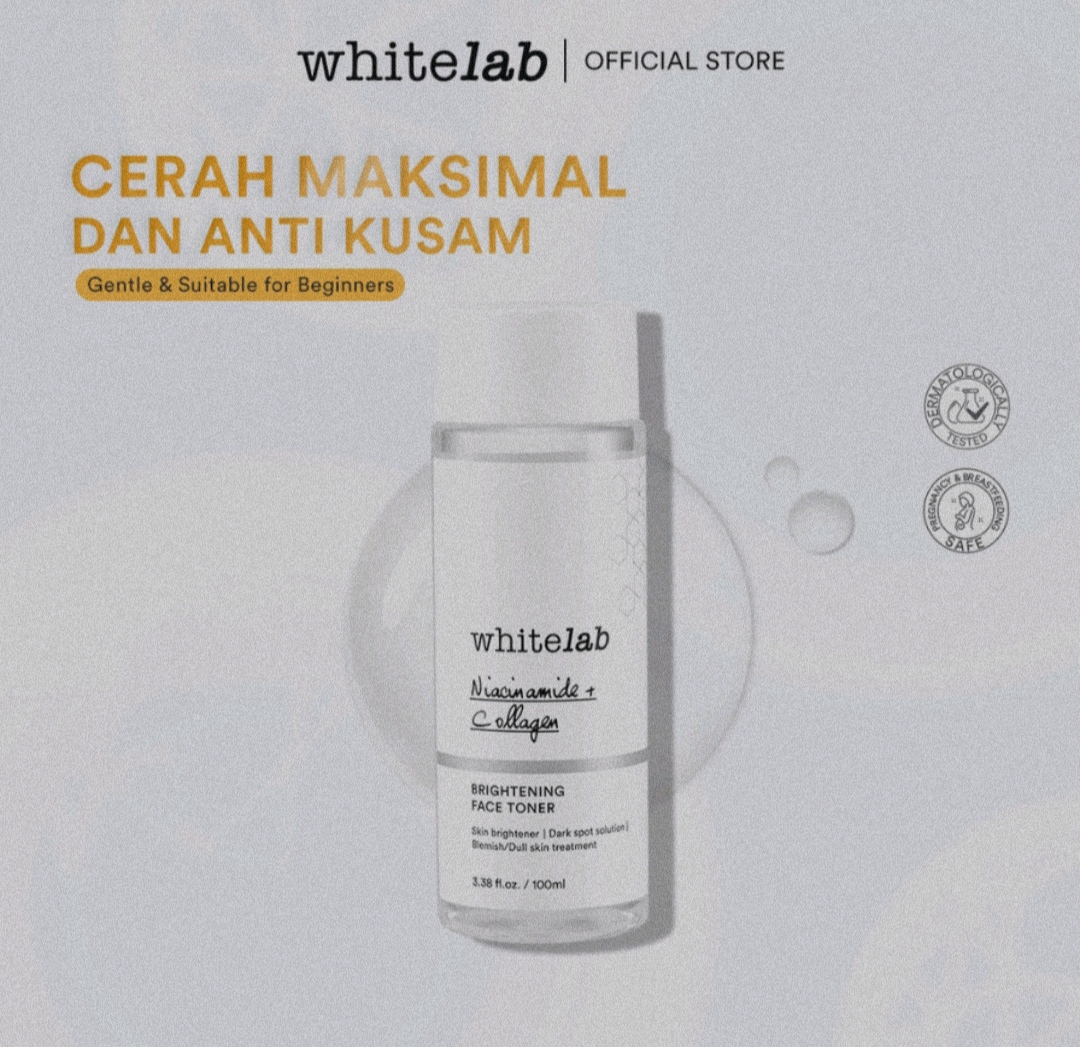 whitelab | OFFICIAL STORE
CERAH MAKSIMAL
DAN ANTI KUSAM
Gentle & Suitable for Beginners
DERMATOLOGICALLY
TESTED
PREGNANCY & BREASTFEEDING
SAFE
whitelab
Niacinamide +
Collagen
BRIGHTENING
FACE TONER
Skin brightener | Dark spot solution |
Blemish/Dull skin treatment
3.38 fl.oz. / 100ml